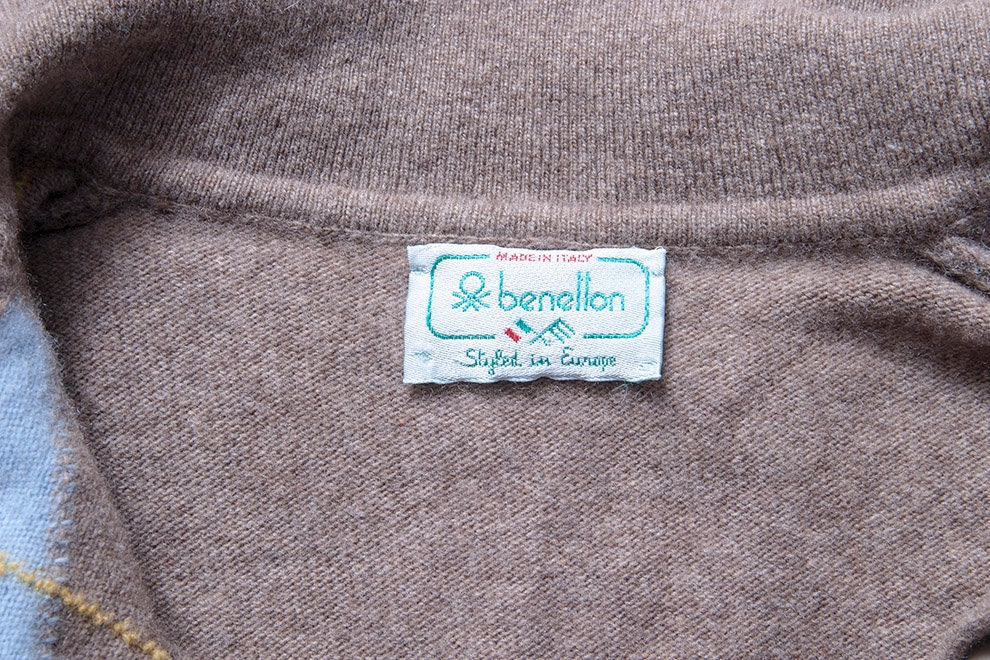 MADE IN ITALY
benetton
Styled in Europe